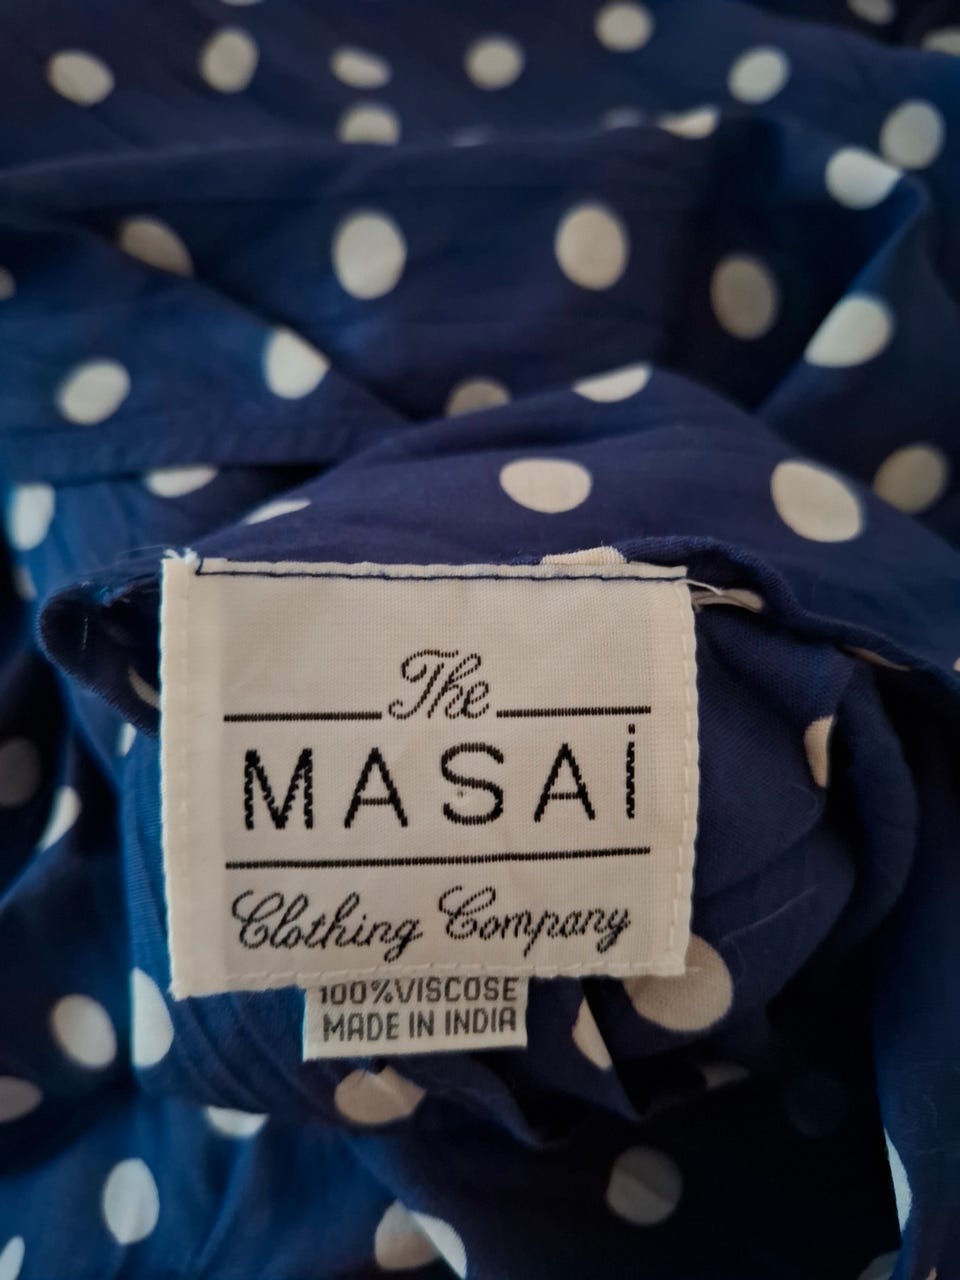 The
MASAi
Clothing Company
100%VISCOSE
MADE IN INDIA